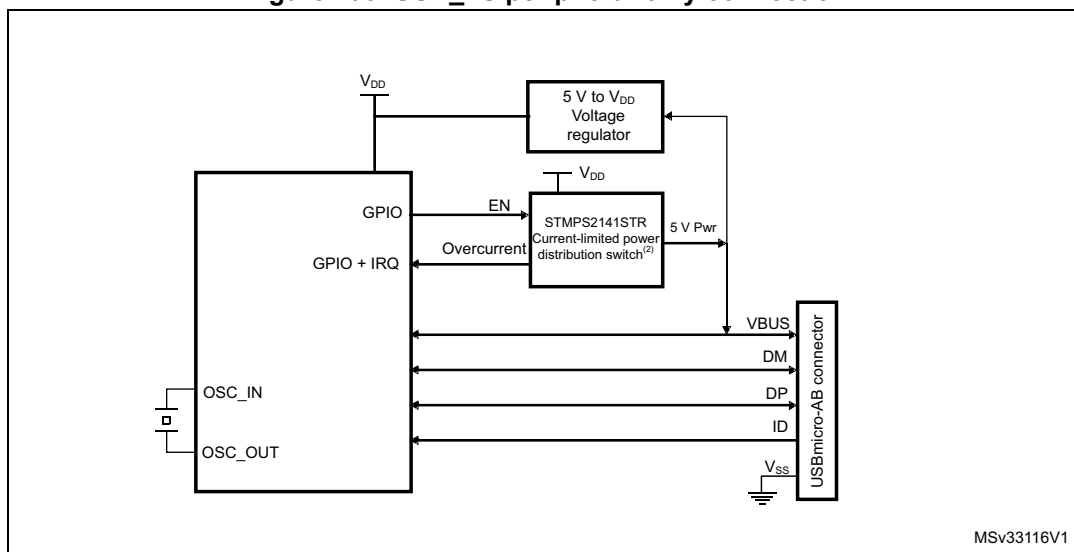 V_DD
5 V to V_DD
Voltage
regulator
V_DD
GPIO
EN
STMPS2141STR
Current-limited power
distribution switch(2)
5 V Pwr
Overcurrent
GPIO + IRQ
VBUS
DM
DP
ID
V_SS
USBmicro-AB connector
OSC_IN
OSC_OUT
MSv33116V1